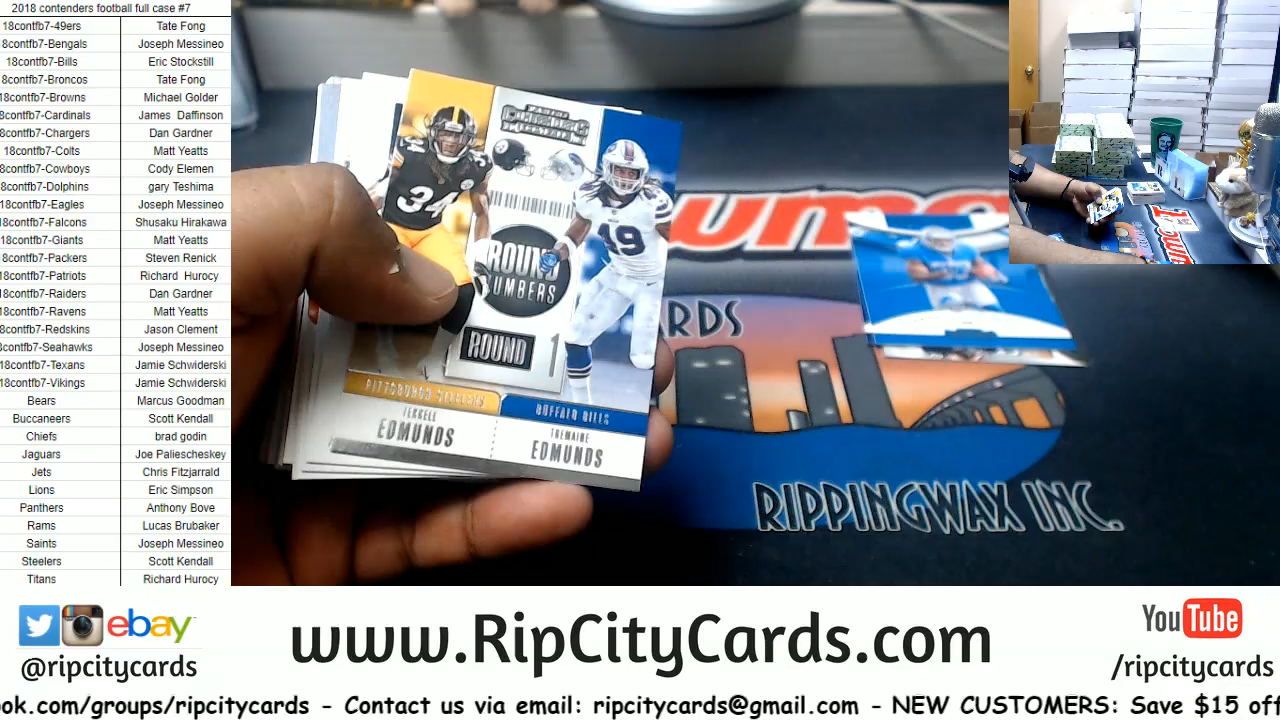 2018 contenders football full case #7
18contfb7-49ers Tate Fong
8contfb7-Bengals Joseph Messineo
18contfb7-Bills Eric Stockstill
8contfb7-Broncos Tate Fong
18contfb7-Browns Michael Golder
8contfb7-Cardinals James Daffinson
8contfb7-Chargers Dan Gardner
18contfb7-Colts Matt Yeatts
8contfb7-Cowboys Cody Elemen
8contfb7-Dolphins gary Teshima
18contfb7-Eagles Joseph Messineo
18contfb7-Falcons Shusaku Hirakawa
18contfb7-Giants Matt Yeatts
8contfb7-Packers Steven Renick
8contfb7-Patriots Richard Hurocy
18contfb7-Raiders Dan Gardner
18contfb7-Ravens Matt Yeatts
8contfb7-Redskins Jason Clement
8contfb7-Seahawks Joseph Messineo
18contfb7-Texans Jamie Schwiderski
18contfb7-Vikings Jamie Schwiderski
Bears Marcus Goodman
Buccaneers Scott Kendall
Chiefs brad godin
Jaguars Joe Paliescheskey
Jets Chris Fitzjarrald
Lions Eric Simpson
Panthers Anthony Bove
Rams Lucas Brubaker
Saints Joseph Messineo
Steelers Scott Kendall
Titans Richard Hurocy
34
49
ROUND
NUMBERS
ROUND 1
PITTSBURGH STEELERS
BUFFALO BILLS
TERRELL
EDMUNDS
TREMAINE
EDMUNDS
ARDS
RIPPINGWAX INC.
ebay
@ripcitycards
www.RipCityCards.com
YouTube
/ripcitycards
ok.com/groups/ripcitycards - Contact us via email: ripcitycards@gmail.com - NEW CUSTOMERS: Save $15 off